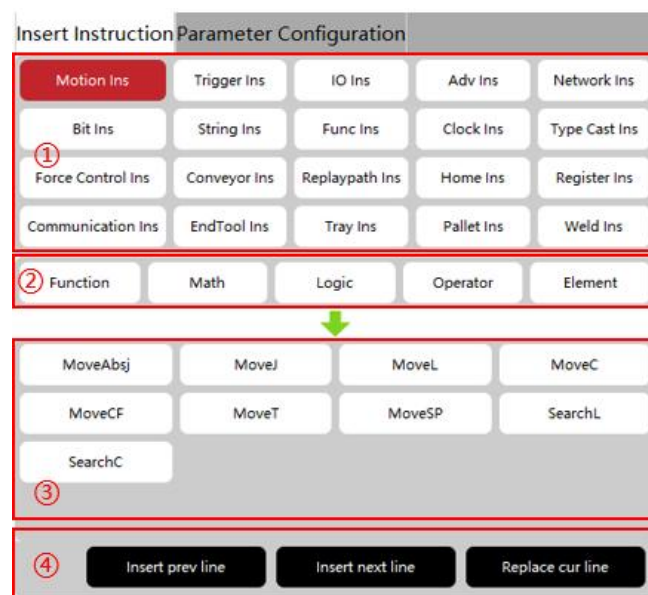 Insert Instruction Parameter Configuration
Motion Ins Trigger Ins IO Ins Adv Ins Network Ins
Bit Ins String Ins Func Ins Clock Ins Type Cast Ins
①
Force Control Ins Conveyor Ins Replaypath Ins Home Ins Register Ins
Communication Ins EndTool Ins Tray Ins Pallet Ins Weld Ins
② Function Math Logic Operator Element
MoveAbsj MoveJ MoveL MoveC
MoveCF MoveT MoveSP SearchL
SearchC
③
④ Insert prev line Insert next line Replace cur line